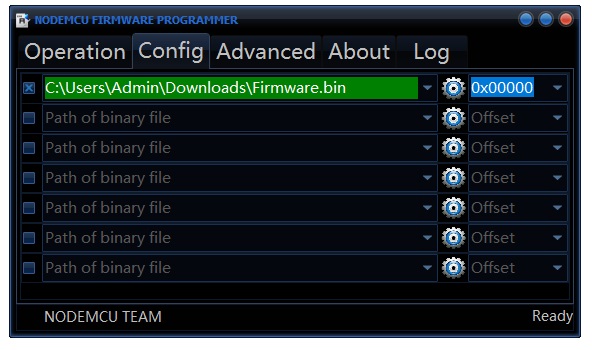 NODEMCU FIRMWARE PROGRAMMER
Operation Config Advanced About Log
C:\Users\Admin\Downloads\Firmware.bin 0x00000
Path of binary file Offset
Path of binary file Offset
Path of binary file Offset
Path of binary file Offset
Path of binary file Offset
Path of binary file Offset
NODEMCU TEAM Ready